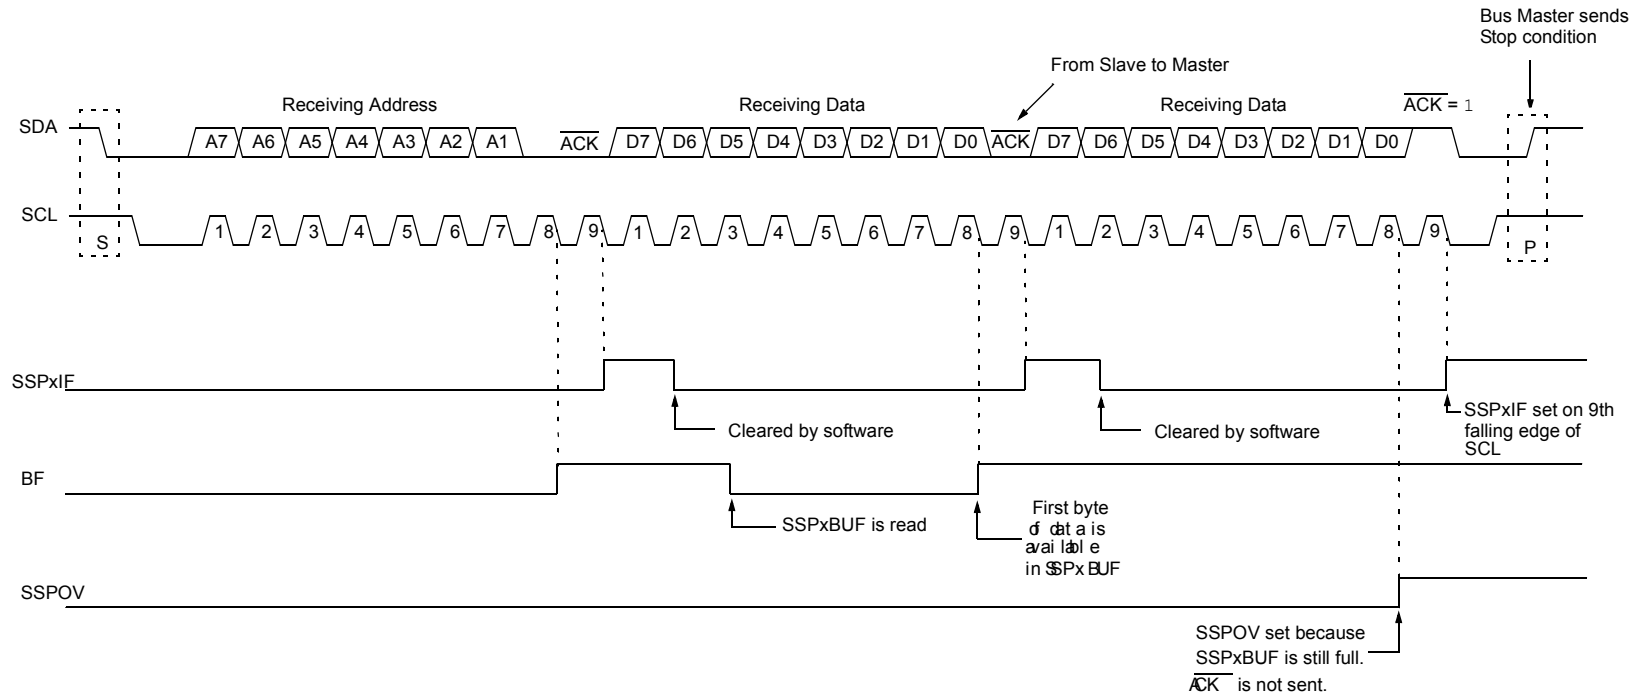 Bus Master sends
Stop condition
From Slave to Master
Receiving Address
Receiving Data
Receiving Data
ACK = 1
SDA
A7 A6 A5 A4 A3 A2 A1 ACK D7 D6 D5 D4 D3 D2 D1 D0 ACK D7 D6 D5 D4 D3 D2 D1 D0
SCL
S 1 2 3 4 5 6 7 8 9 1 2 3 4 5 6 7 8 9 1 2 3 4 5 6 7 8 9 P
SSPxIF
Cleared by software
Cleared by software
SSPxIF set on 9th
falling edge of
SCL
BF
SSPxBUF is read
First byte
of data is
available
in SSPxBUF
SSPOV
SSPOV set because
SSPxBUF is still full.
ACK is not sent.